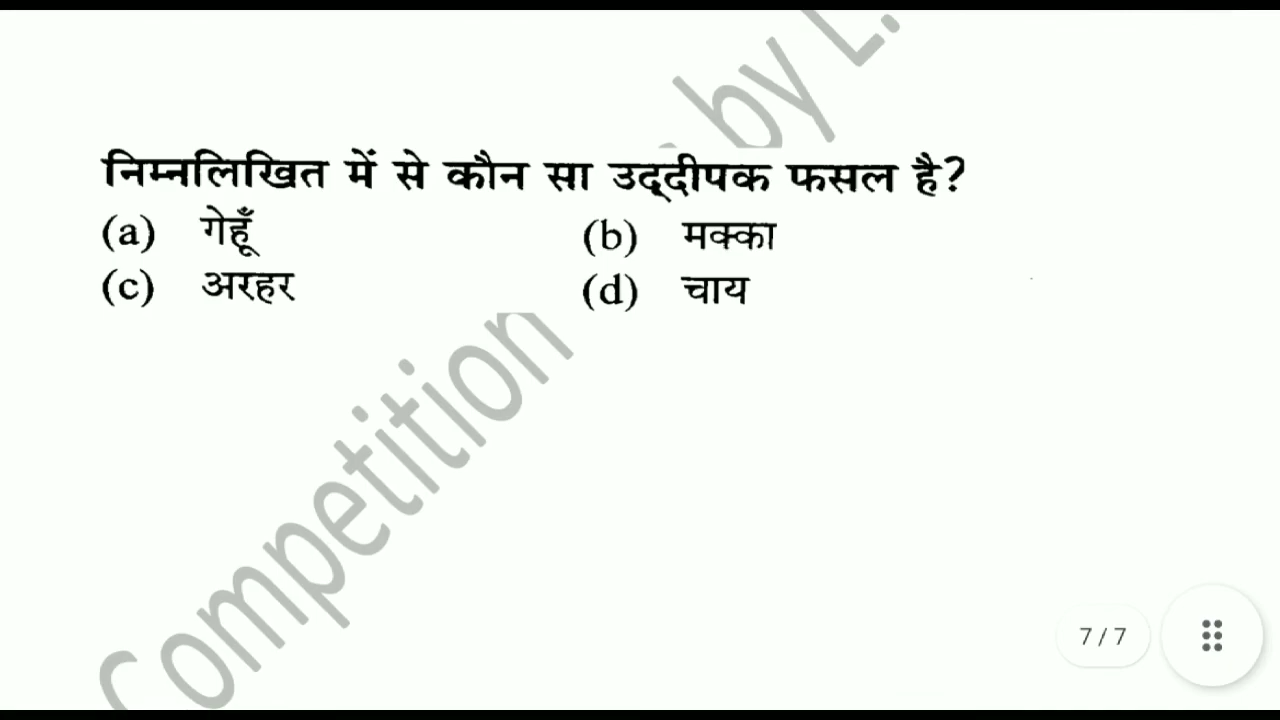 by L.
निम्नलिखित में से कौन सा उद्दीपक फसल है?
(a) गेहूँ (b) मक्का
(c) अरहर (d) चाय
Competition
7/7